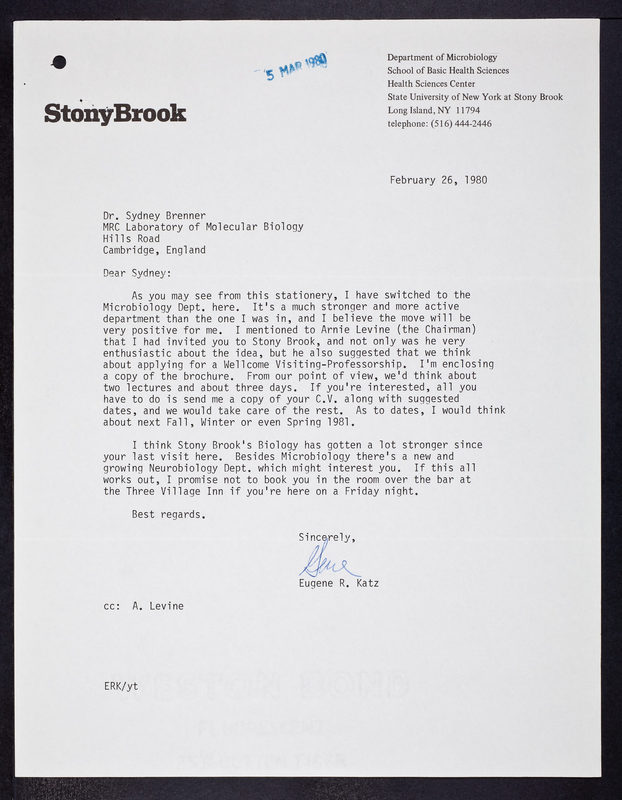 5 MAR 1980
Department of Microbiology
School of Basic Health Sciences
Health Sciences Center
State University of New York at Stony Brook
Long Island, NY 11794
telephone: (516) 444-2446
StonyBrook
February 26, 1980
Dr. Sydney Brenner
MRC Laboratory of Molecular Biology
Hills Road
Cambridge, England
Dear Sydney:
As you may see from this stationery, I have switched to the
Microbiology Dept. here. It's a much stronger and more active
department than the one I was in, and I believe the move will be
very positive for me. I mentioned to Arnie Levine (the Chairman)
that I had invited you to Stony Brook, and not only was he very
enthusiastic about the idea, but he also suggested that we think
about applying for a Wellcome Visiting-Professorship. I'm enclosing
a copy of the brochure. From our point of view, we'd think about
two lectures and about three days. If you're interested, all you
have to do is send me a copy of your C.V. along with suggested
dates, and we would take care of the rest. As to dates, I would think
about next Fall, Winter or even Spring 1981.
I think Stony Brook's Biology has gotten a lot stronger since
your last visit here. Besides Microbiology there's a new and
growing Neurobiology Dept. which might interest you. If this all
works out, I promise not to book you in the room over the bar at
the Three Village Inn if you're here on a Friday night.
Best regards.
Sincerely,
Gene
Eugene R. Katz
cc: A. Levine
ERK/yt